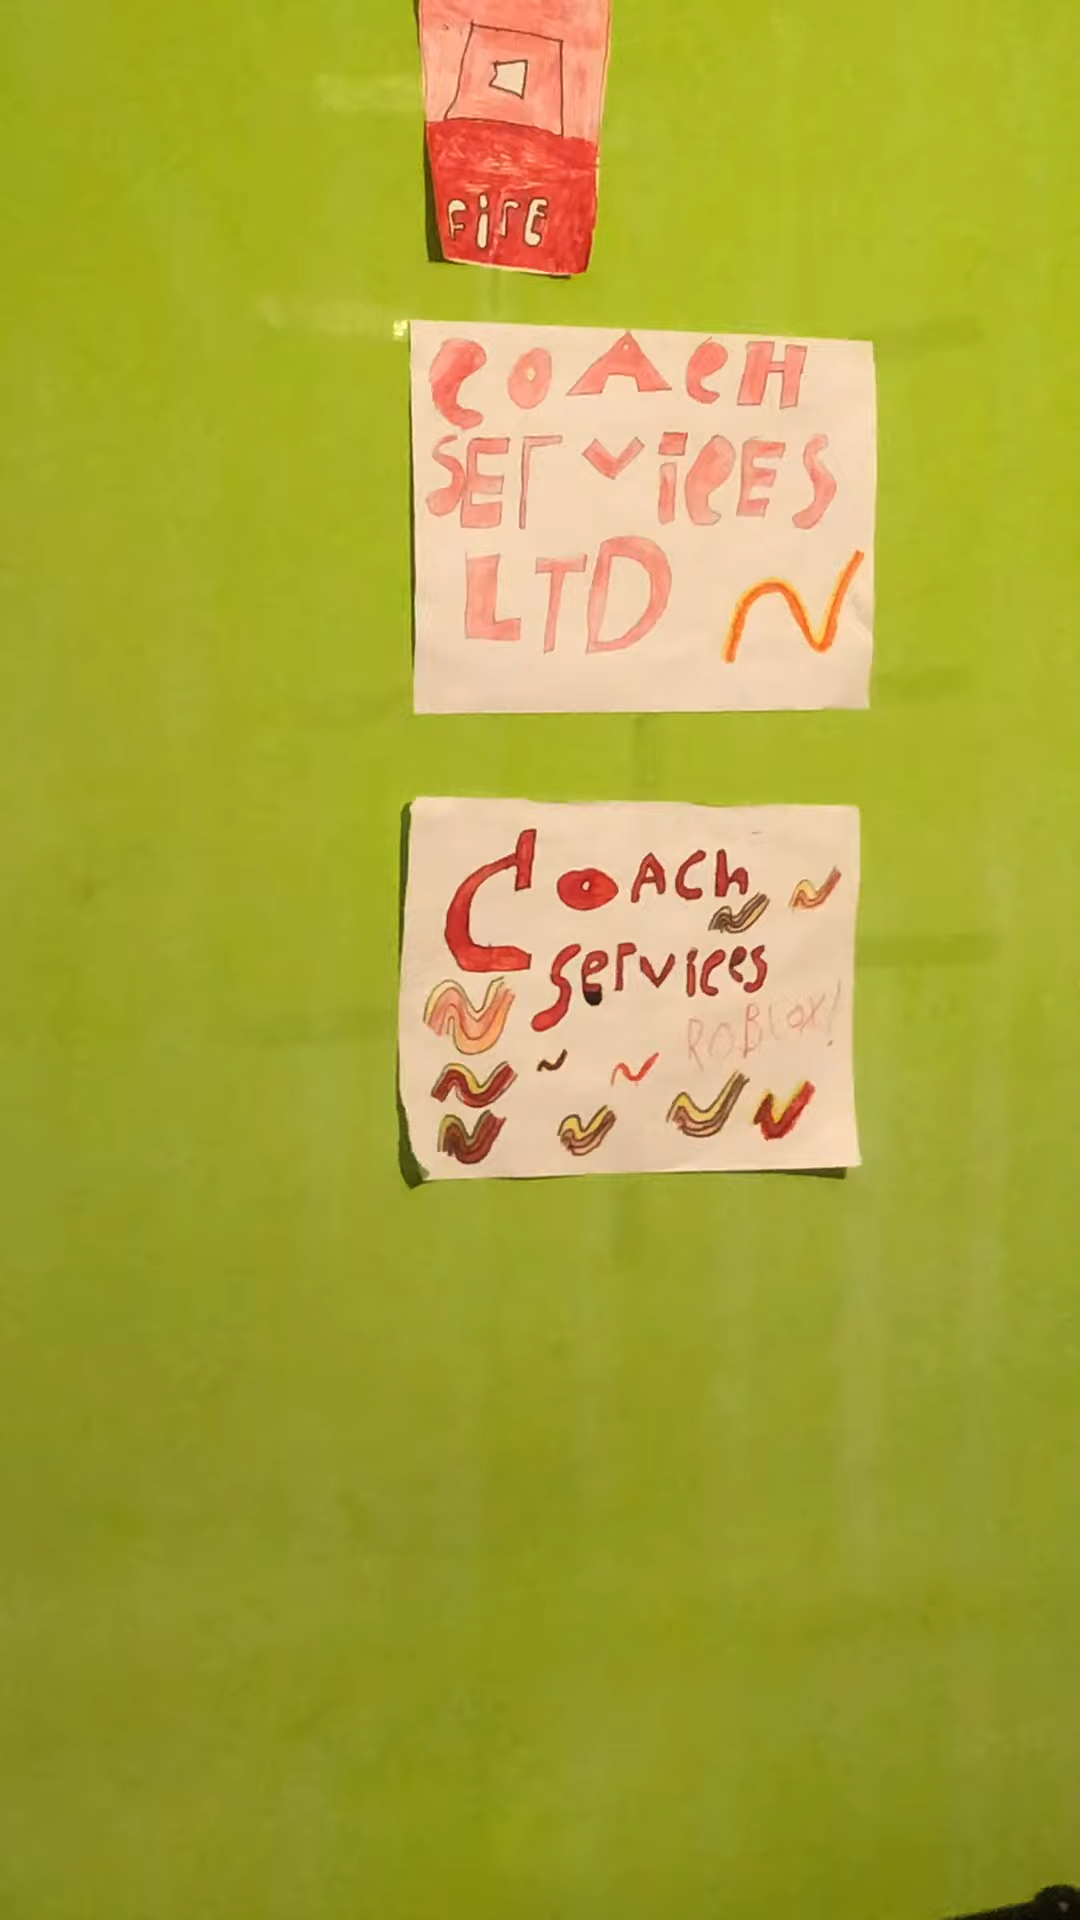 FirE
COACH
SErViCES
LTD
COACh
Services
ROBLOX!